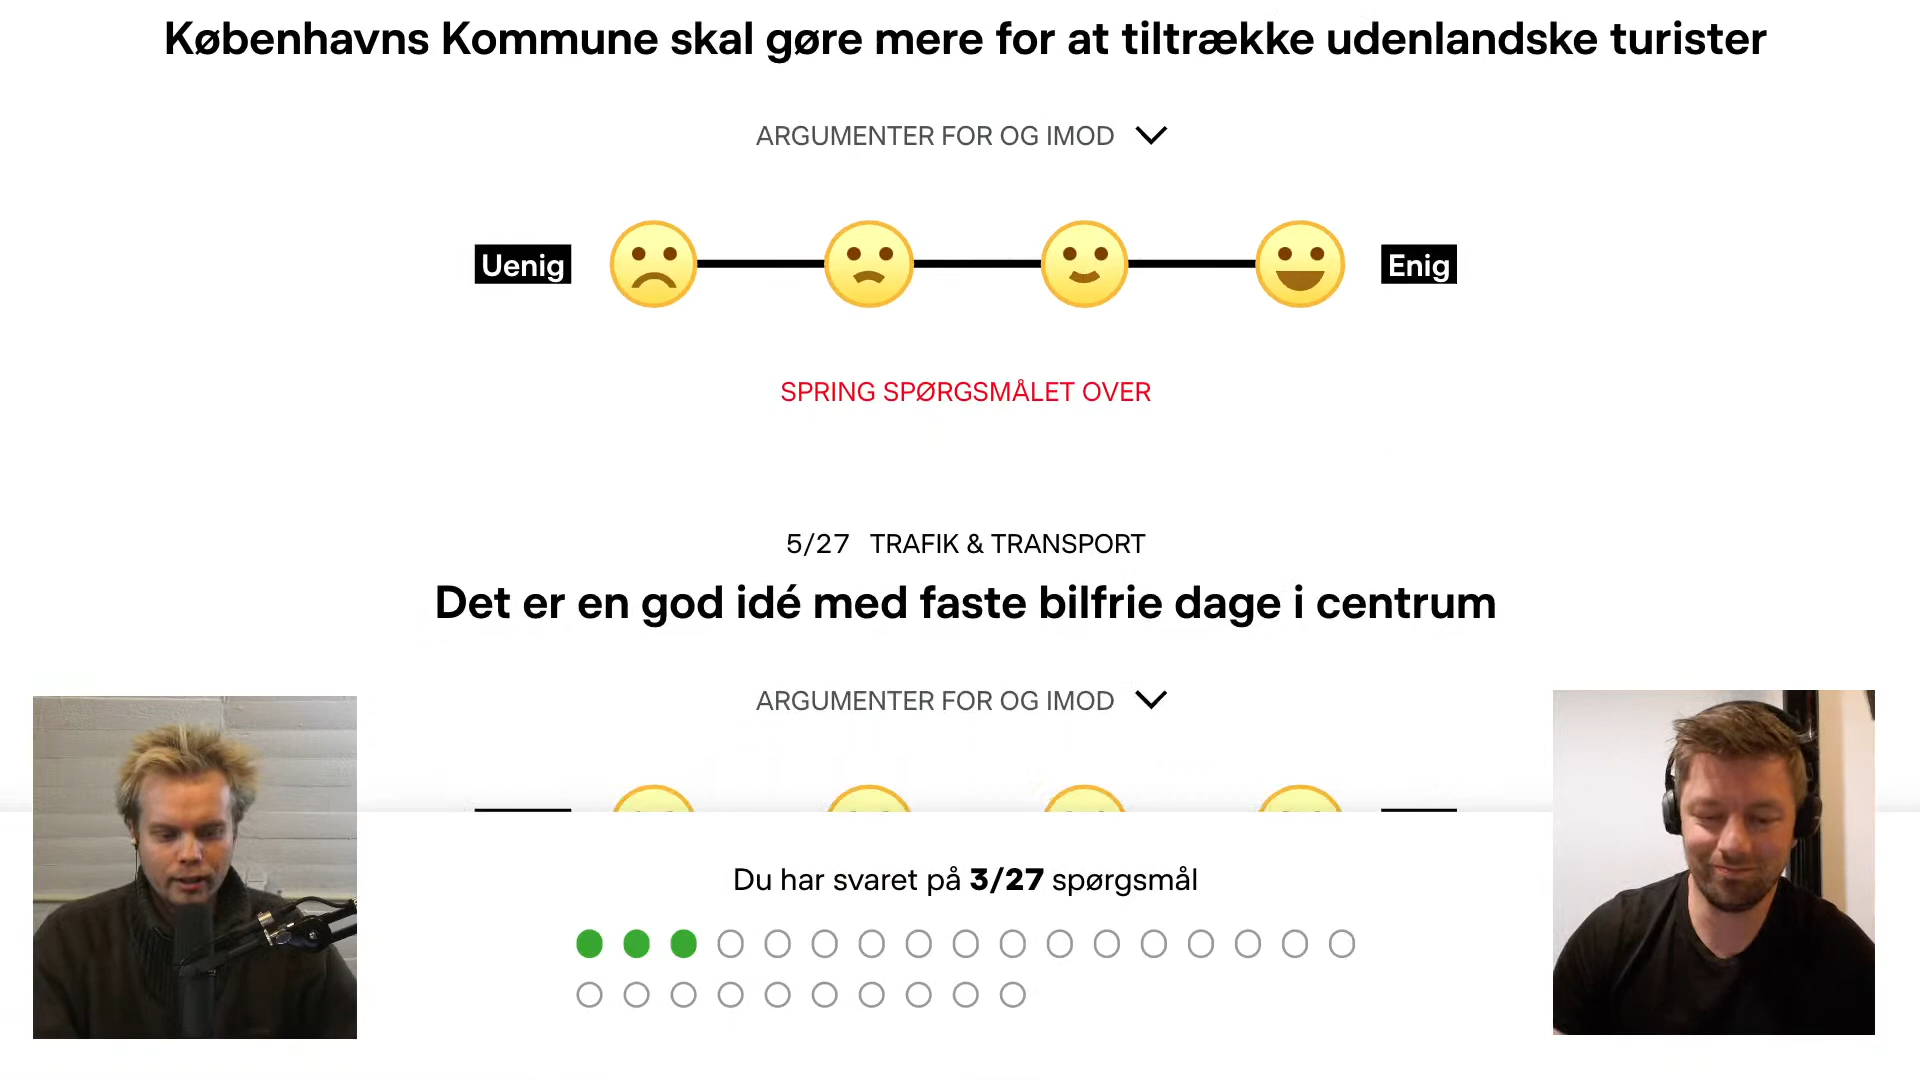 Københavns Kommune skal gøre mere for at tiltrække udenlandske turister
ARGUMENTER FOR OG IMOD
Uenig
Enig
SPRING SPØRGSMÅLET OVER
5/27 TRAFIK & TRANSPORT
Det er en god idé med faste bilfrie dage i centrum
ARGUMENTER FOR OG IMOD
Du har svaret på 3/27 spørgsmål